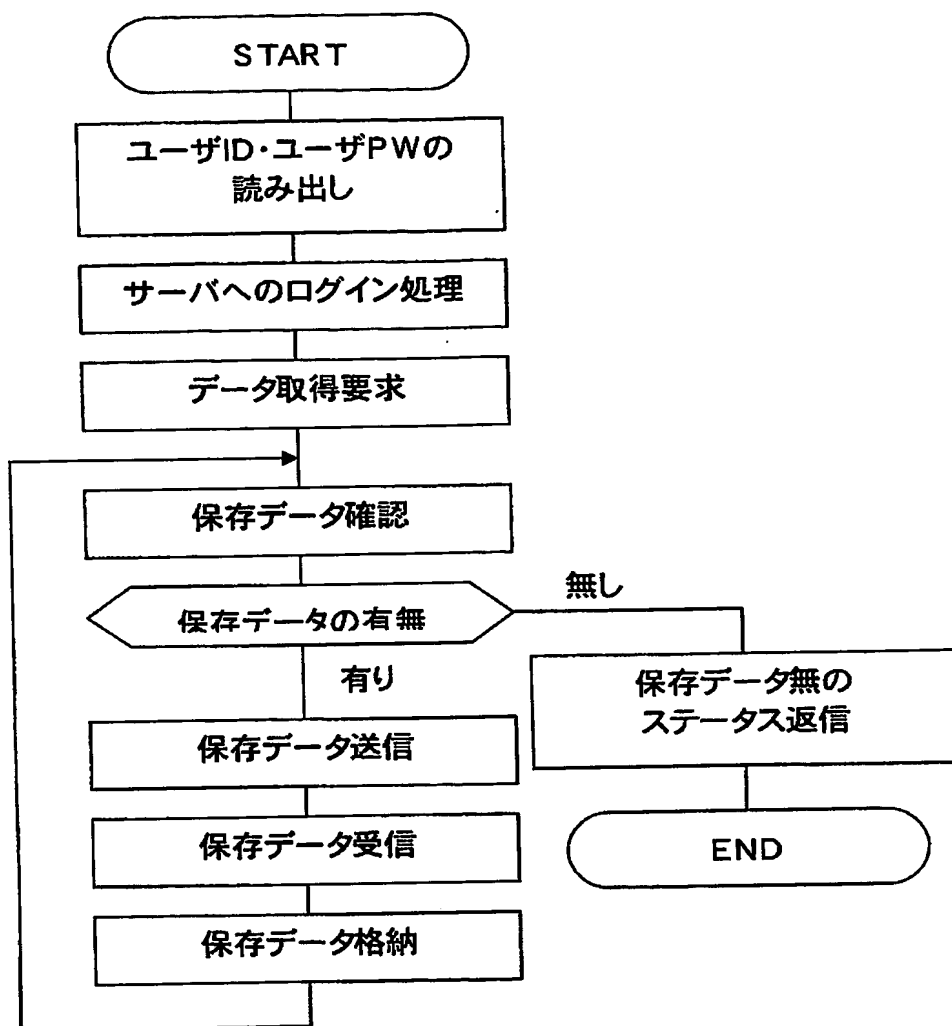 START
ユーザID・ユーザPWの
読み出し
サーバへのログイン処理
データ取得要求
保存データ確認
保存データの有無
無し
有り
保存データ無の
ステータス返信
保存データ送信
保存データ受信
END
保存データ格納